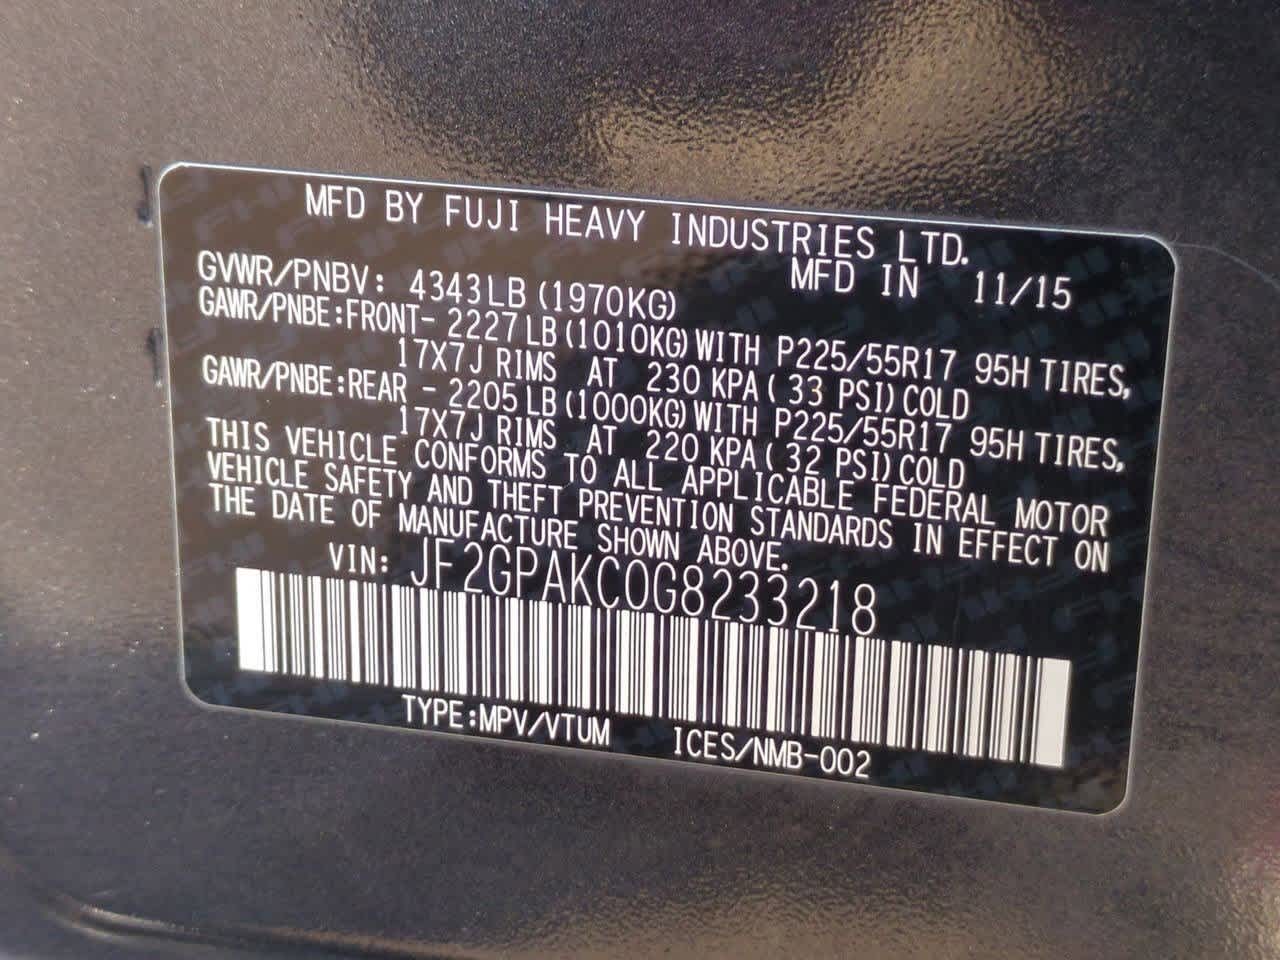 MFD BY FUJI HEAVY INDUSTRIES LTD.
MFD IN 11/15
GVWR/PNBV: 4343LB (1970KG)
GAWR/PNBE:FRONT- 2227LB (1010KG) WITH P225/55R17 95H TIRES,
17X7J RIMS AT 230 KPA ( 33 PSI) COLD
GAWR/PNBE:REAR - 2205LB (1000KG) WITH P225/55R17 95H TIRES,
17X7J RIMS AT 220 KPA ( 32 PSI) COLD
THIS VEHICLE CONFORMS TO ALL APPLICABLE FEDERAL MOTOR
VEHICLE SAFETY AND THEFT PREVENTION STANDARDS IN EFFECT ON
THE DATE OF MANUFACTURE SHOWN ABOVE.
VIN: JF2GPAKC0G8233218
TYPE:MPV/VTUM ICES/NMB-002